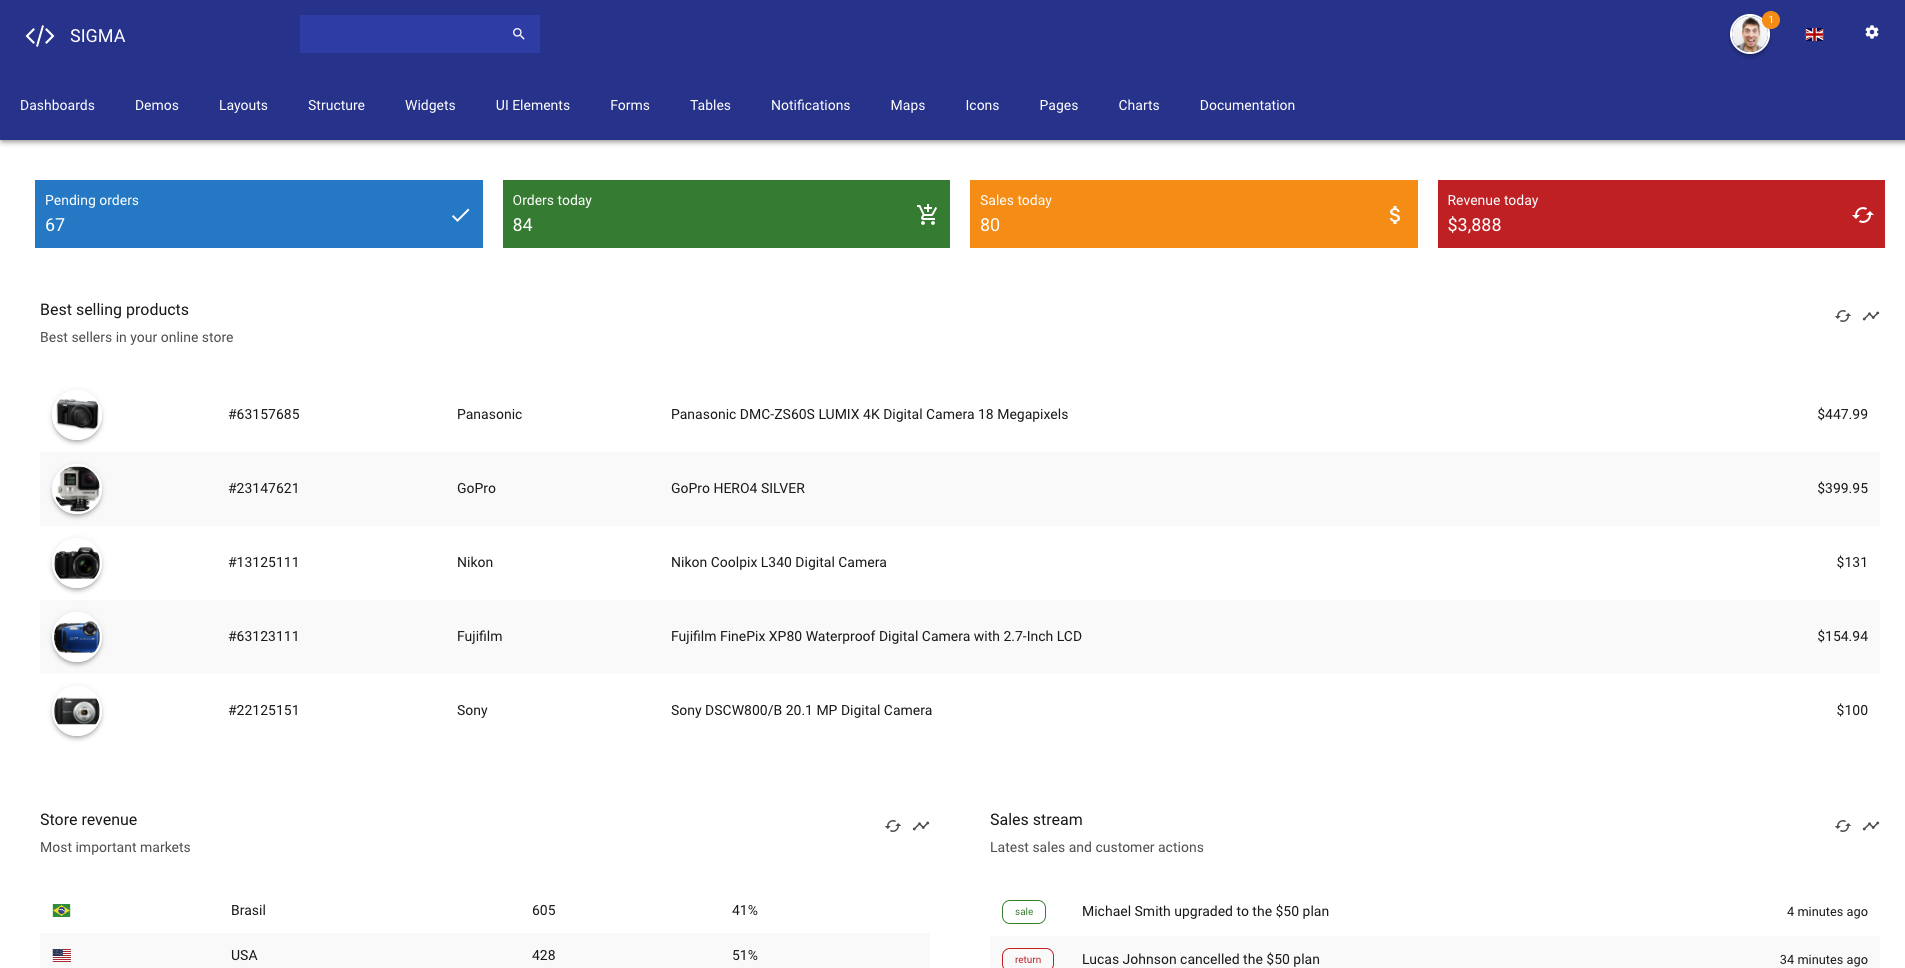 SIGMA
1
Dashboards Demos Layouts Structure Widgets UI Elements Forms Tables Notifications Maps Icons Pages Charts Documentation
Pending orders
67
Orders today
84
Sales today
80
Revenue today
$3,888
Best selling products
Best sellers in your online store
#63157685 Panasonic Panasonic DMC-ZS60S LUMIX 4K Digital Camera 18 Megapixels $447.99
#23147621 GoPro GoPro HERO4 SILVER $399.95
#13125111 Nikon Nikon Coolpix L340 Digital Camera $131
#63123111 Fujifilm Fujifilm FinePix XP80 Waterproof Digital Camera with 2.7-Inch LCD $154.94
#22125151 Sony Sony DSCW800/B 20.1 MP Digital Camera $100
Store revenue
Most important markets
Brasil 605 41%
USA 428 51%
Sales stream
Latest sales and customer actions
sale Michael Smith upgraded to the $50 plan 4 minutes ago
return Lucas Johnson cancelled the $50 plan 34 minutes ago